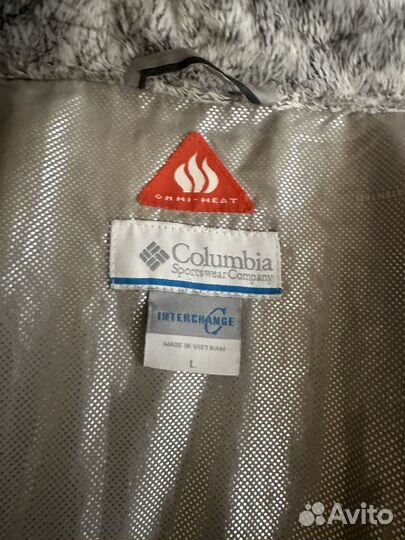 OMNI-HEAT
Columbia
Sportswear Company
INTERCHANGE
MADE IN VIETNAM
L
Avito